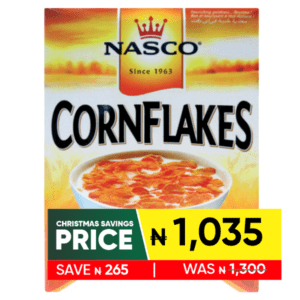 NASCO
Since 1963
CORNFLAKES
CHRISTMAS SAVINGS
PRICE
₦ 1,035
SAVE ₦ 265 | WAS ₦ 1,300